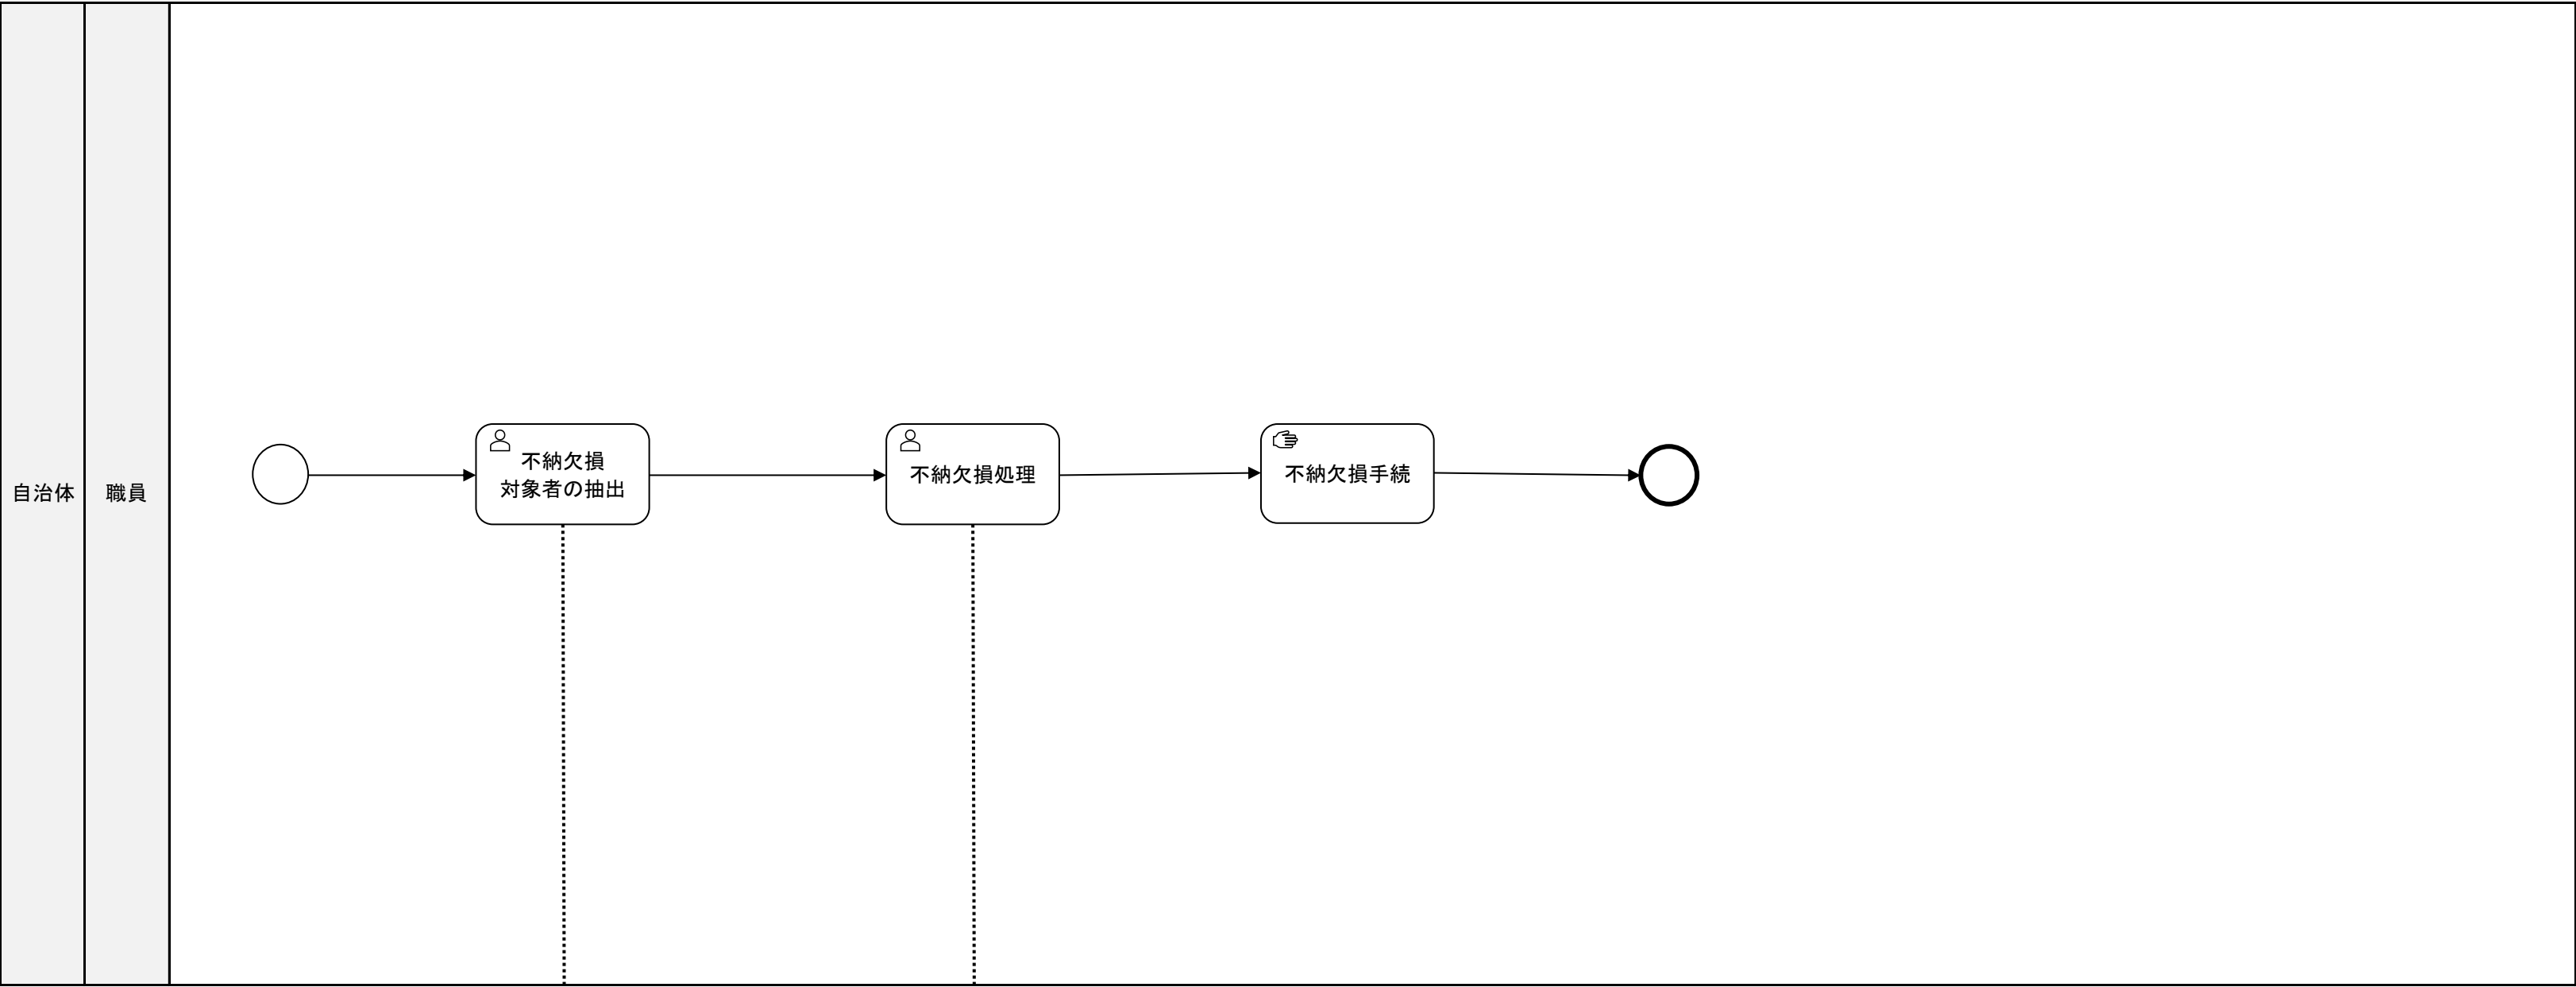 自治体
職員
不納欠損
対象者の抽出
不納欠損処理
不納欠損手続